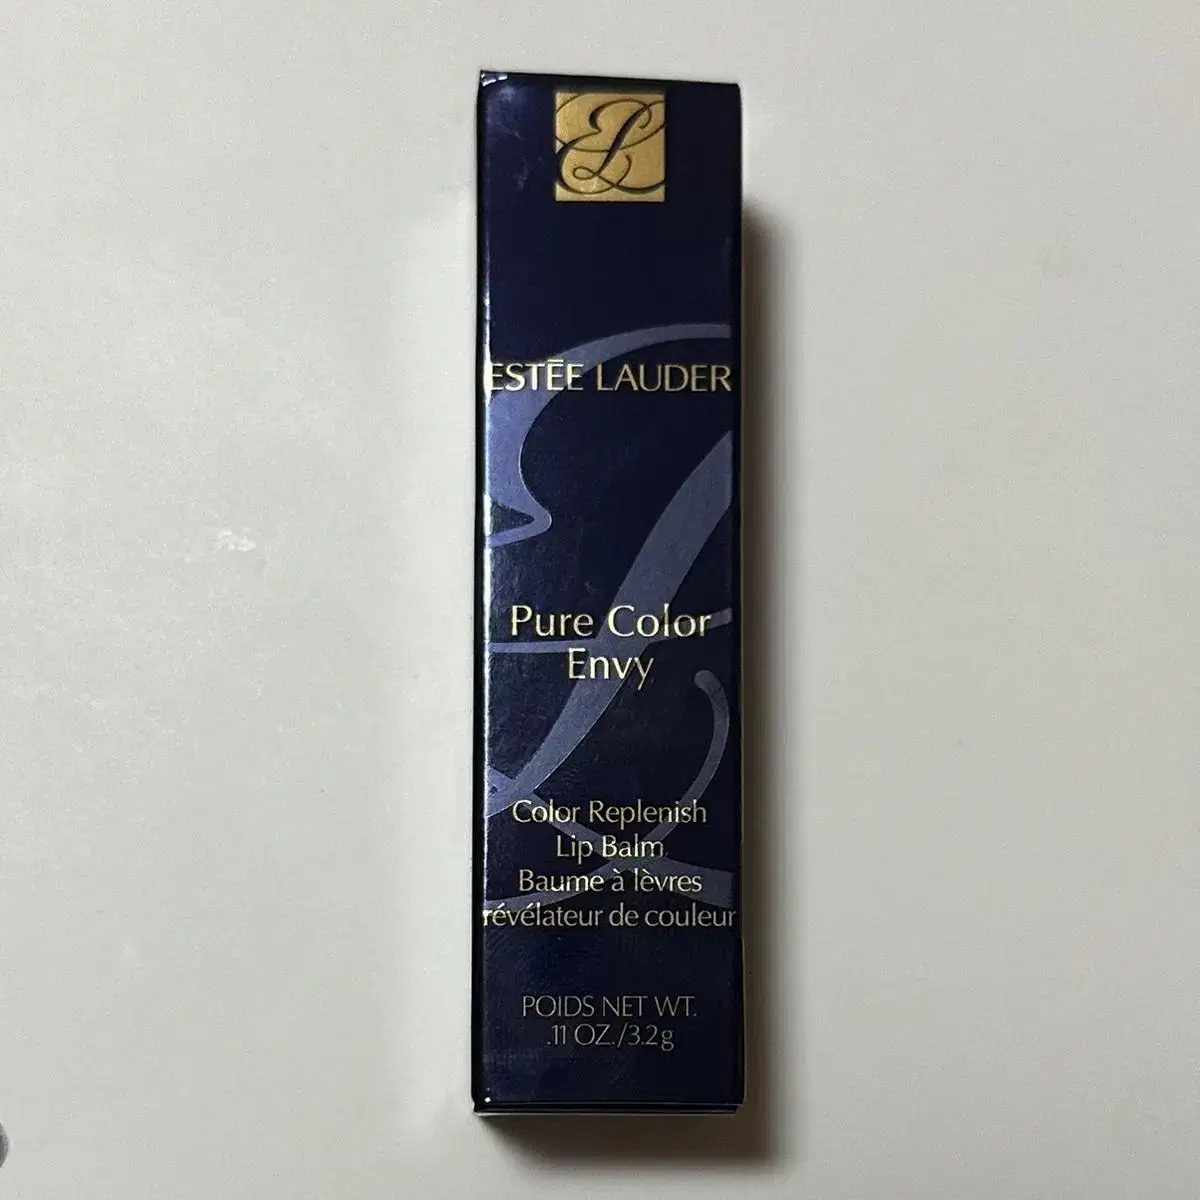 EL
ESTĒE LAUDER
Pure Color
Envy
Color Replenish
Lip Balm
Baume à lèvres
révélateur de couleur
POIDS NET WT.
.11 OZ./3.2g